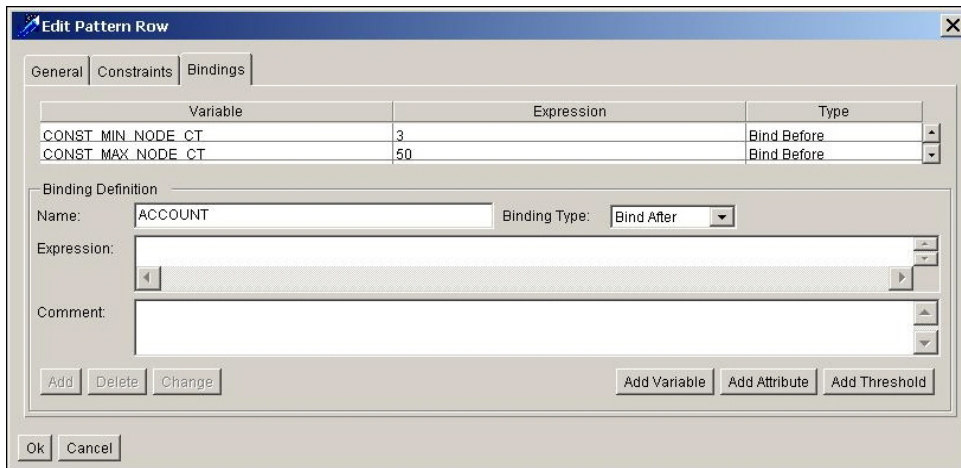 Edit Pattern Row
General Constraints Bindings
Variable Expression Type
CONST_MIN_NODE_CT 3 Bind Before
CONST_MAX_NODE_CT 50 Bind Before
Binding Definition
Name: ACCOUNT Binding Type: Bind After
Expression:
Comment:
Add Delete Change Add Variable Add Attribute Add Threshold
Ok Cancel